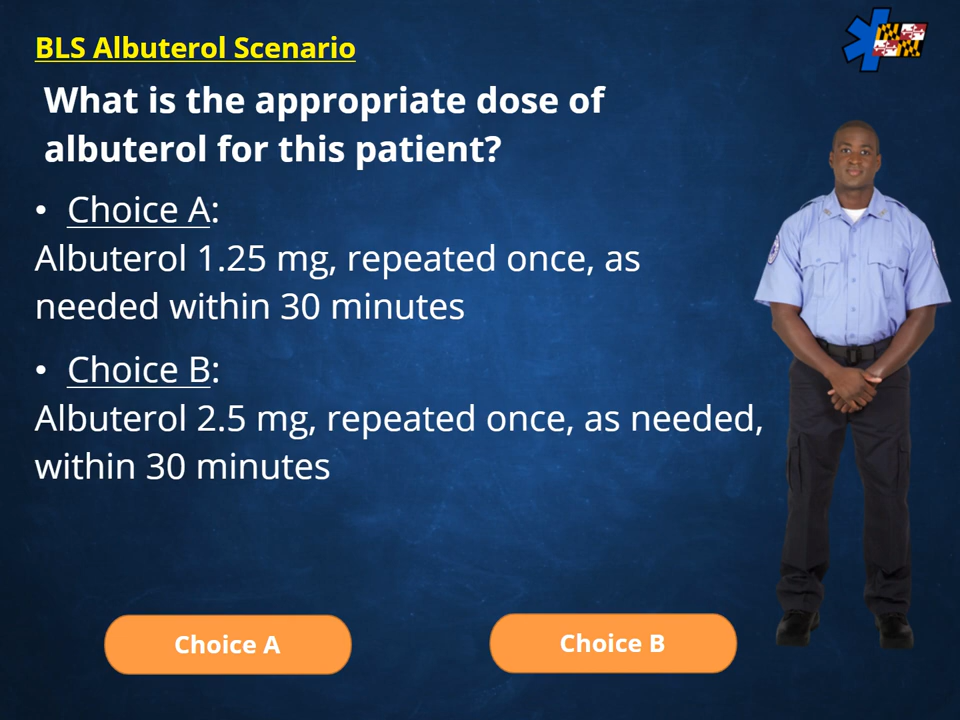 BLS Albuterol Scenario
What is the appropriate dose of
albuterol for this patient?
• Choice A:
Albuterol 1.25 mg, repeated once, as
needed within 30 minutes
• Choice B:
Albuterol 2.5 mg, repeated once, as needed,
within 30 minutes
Choice A
Choice B